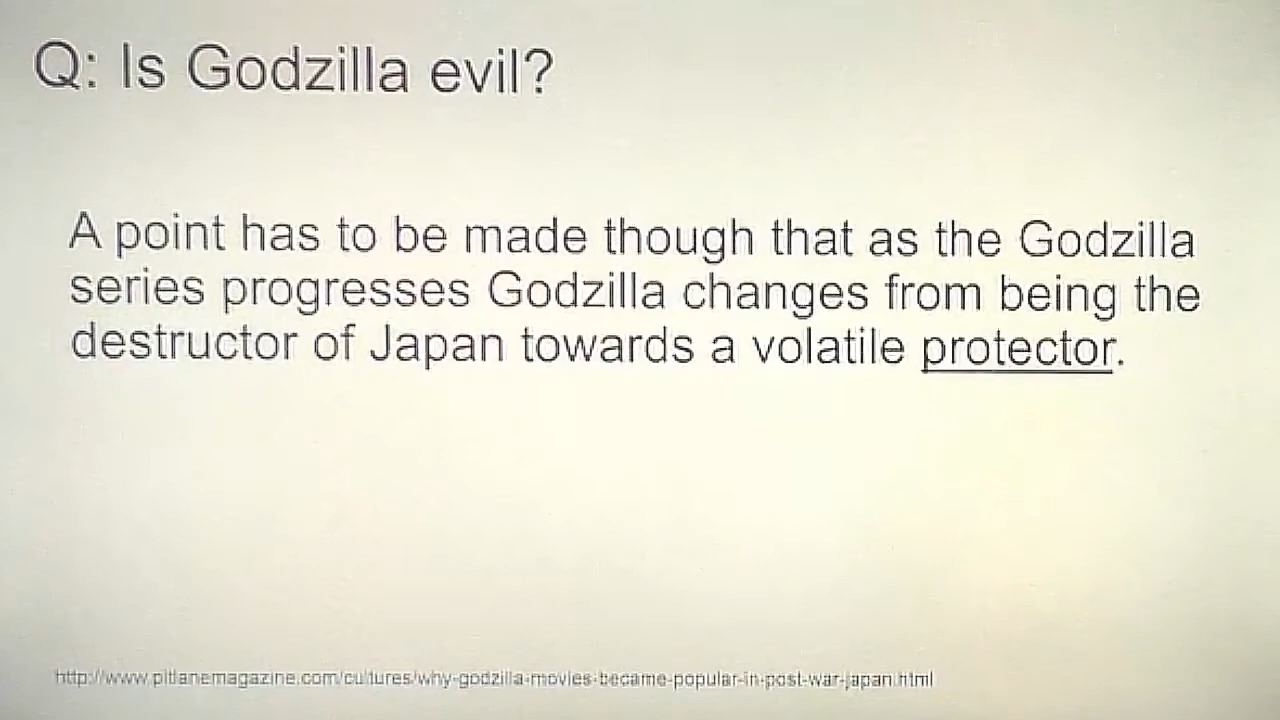 Q: Is Godzilla evil?
A point has to be made though that as the Godzilla
series progresses Godzilla changes from being the
destructor of Japan towards a volatile protector.
http://www.pitlanemagazine.com/cultures/why-godzilla-movies-became-popular-in-post-war-japan.html